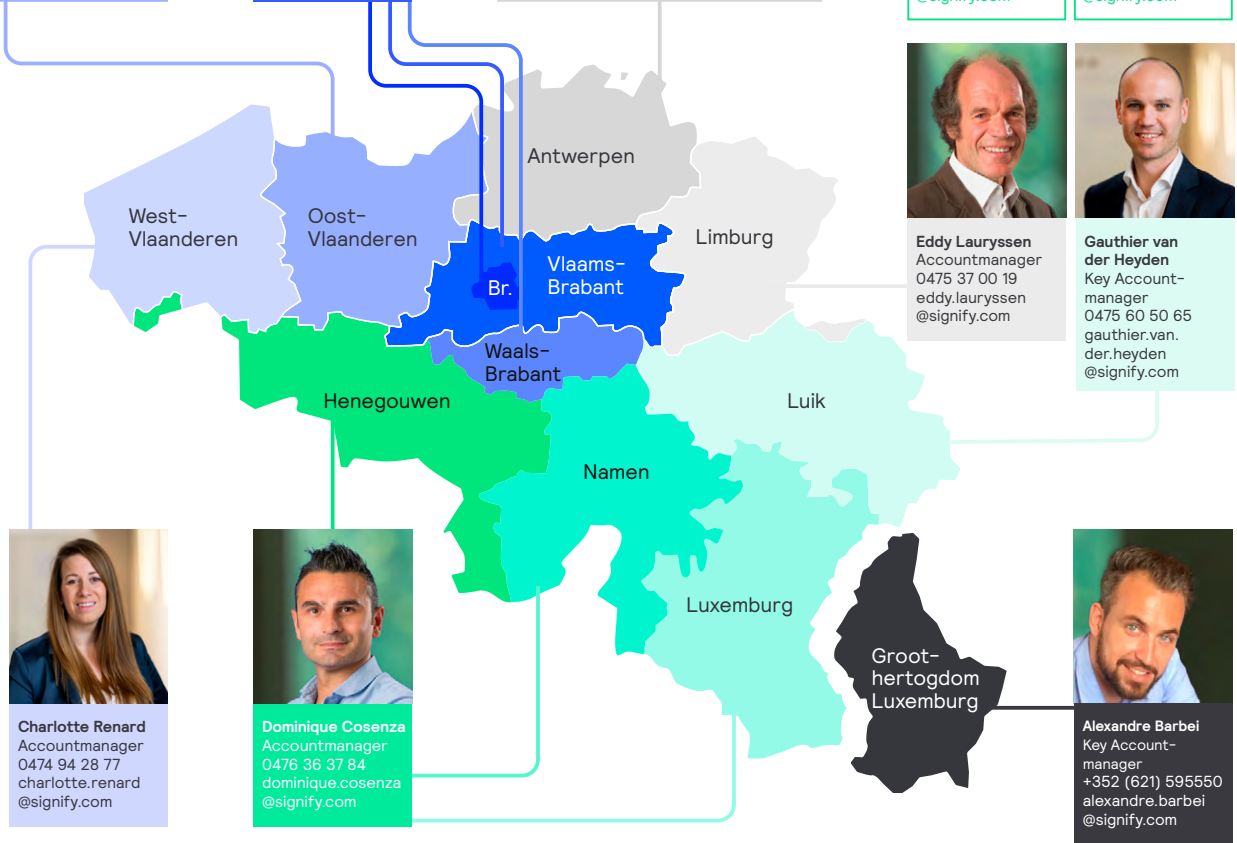 @signify.com
@signify.com
Antwerpen
West-
Vlaanderen
Oost-
Vlaanderen
Limburg
Vlaams-
Brabant
Br.
Waals-
Brabant
Henegouwen
Luik
Namen
Luxemburg
Groot-
hertogdom
Luxemburg
Eddy Lauryssen
Accountmanager
0475 37 00 19
eddy.lauryssen
@signify.com
Gauthier van
der Heyden
Key Account-
manager
0475 60 50 65
gauthier.van.
der.heyden
@signify.com
Charlotte Renard
Accountmanager
0474 94 28 77
charlotte.renard
@signify.com
Dominique Cosenza
Accountmanager
0476 36 37 84
dominique.cosenza
@signify.com
Alexandre Barbei
Key Account-
manager
+352 (621) 595550
alexandre.barbei
@signify.com